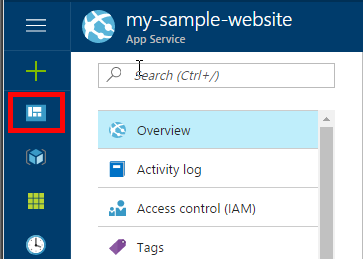 my-sample-website
App Service
Search (Ctrl+/)
Overview
Activity log
Access control (IAM)
Tags